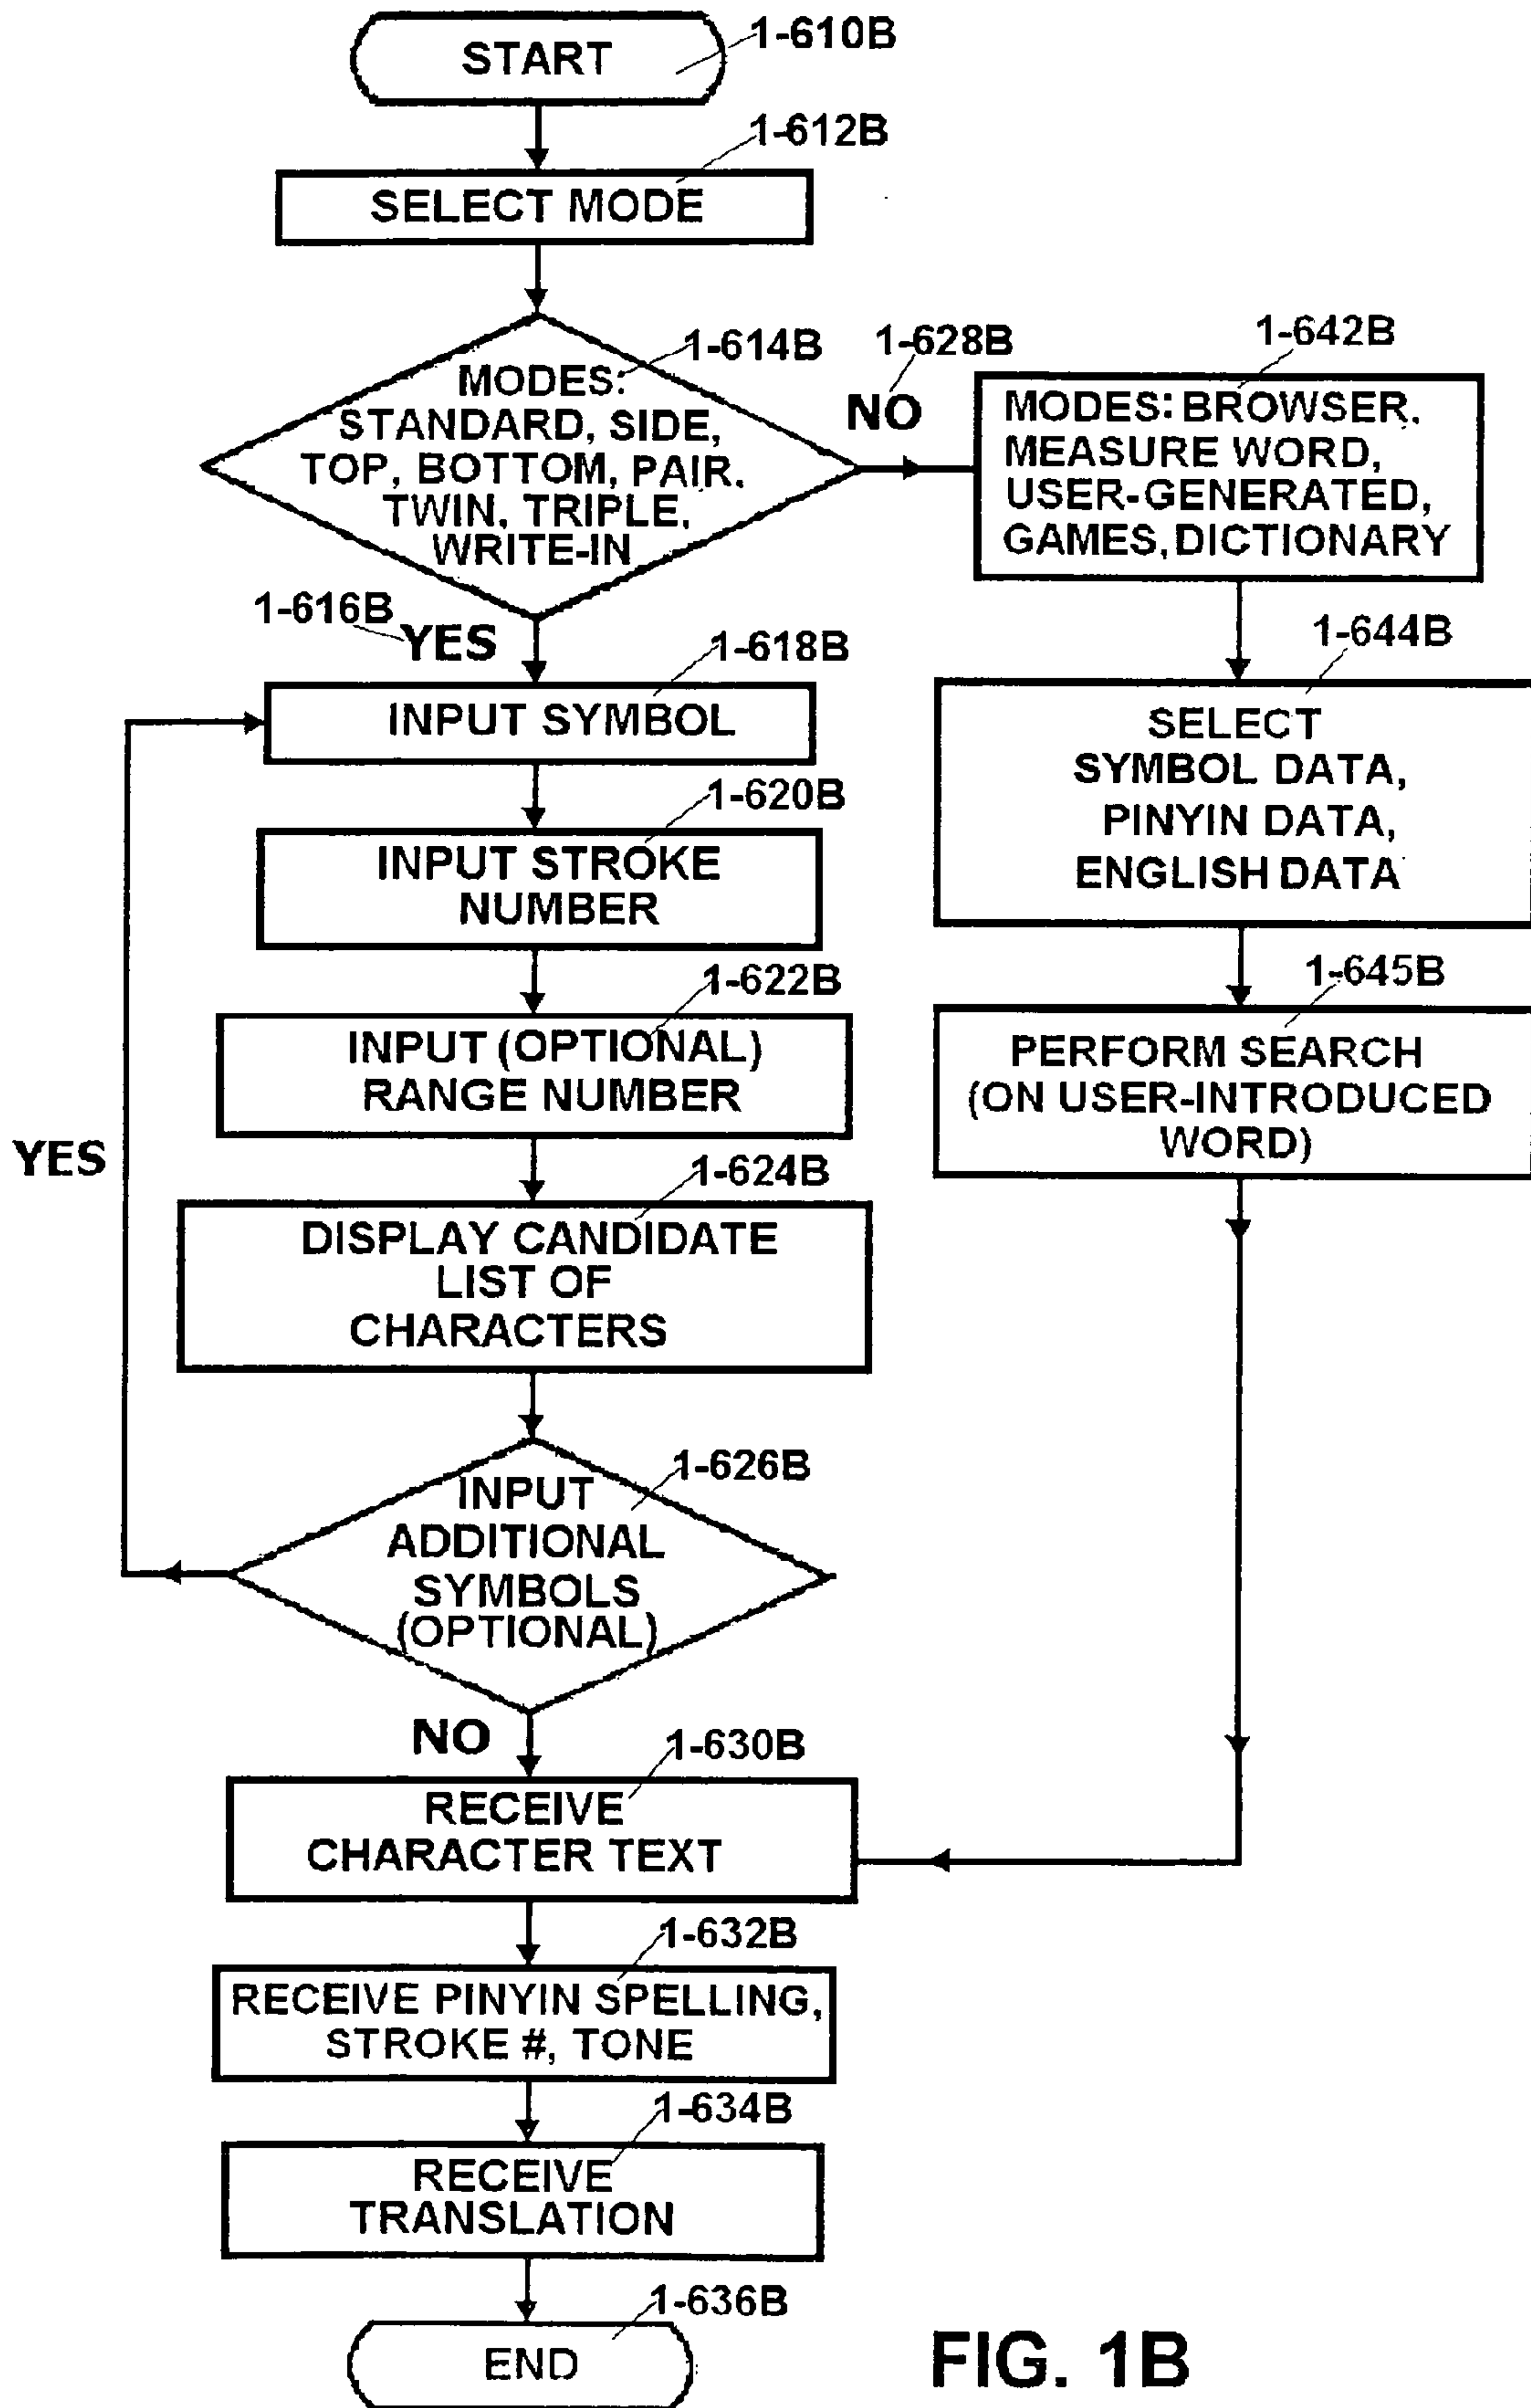 1-610B
START
1-612B
SELECT MODE
1-614B
MODES:
STANDARD, SIDE,
TOP, BOTTOM, PAIR,
TWIN, TRIPLE,
WRITE-IN
1-628B
NO
1-642B
MODES: BROWSER,
MEASURE WORD,
USER-GENERATED,
GAMES, DICTIONARY
1-616B
YES
1-618B
INPUT SYMBOL
1-644B
SELECT
SYMBOL DATA,
PINYIN DATA,
ENGLISH DATA
1-620B
INPUT STROKE
NUMBER
1-645B
PERFORM SEARCH
(ON USER-INTRODUCED
WORD)
1-622B
INPUT (OPTIONAL)
RANGE NUMBER
YES
1-624B
DISPLAY CANDIDATE
LIST OF
CHARACTERS
1-626B
INPUT
ADDITIONAL
SYMBOLS
(OPTIONAL)
NO
1-630B
RECEIVE
CHARACTER TEXT
1-632B
RECEIVE PINYIN SPELLING,
STROKE #, TONE
1-634B
RECEIVE
TRANSLATION
1-636B
END
FIG. 1B